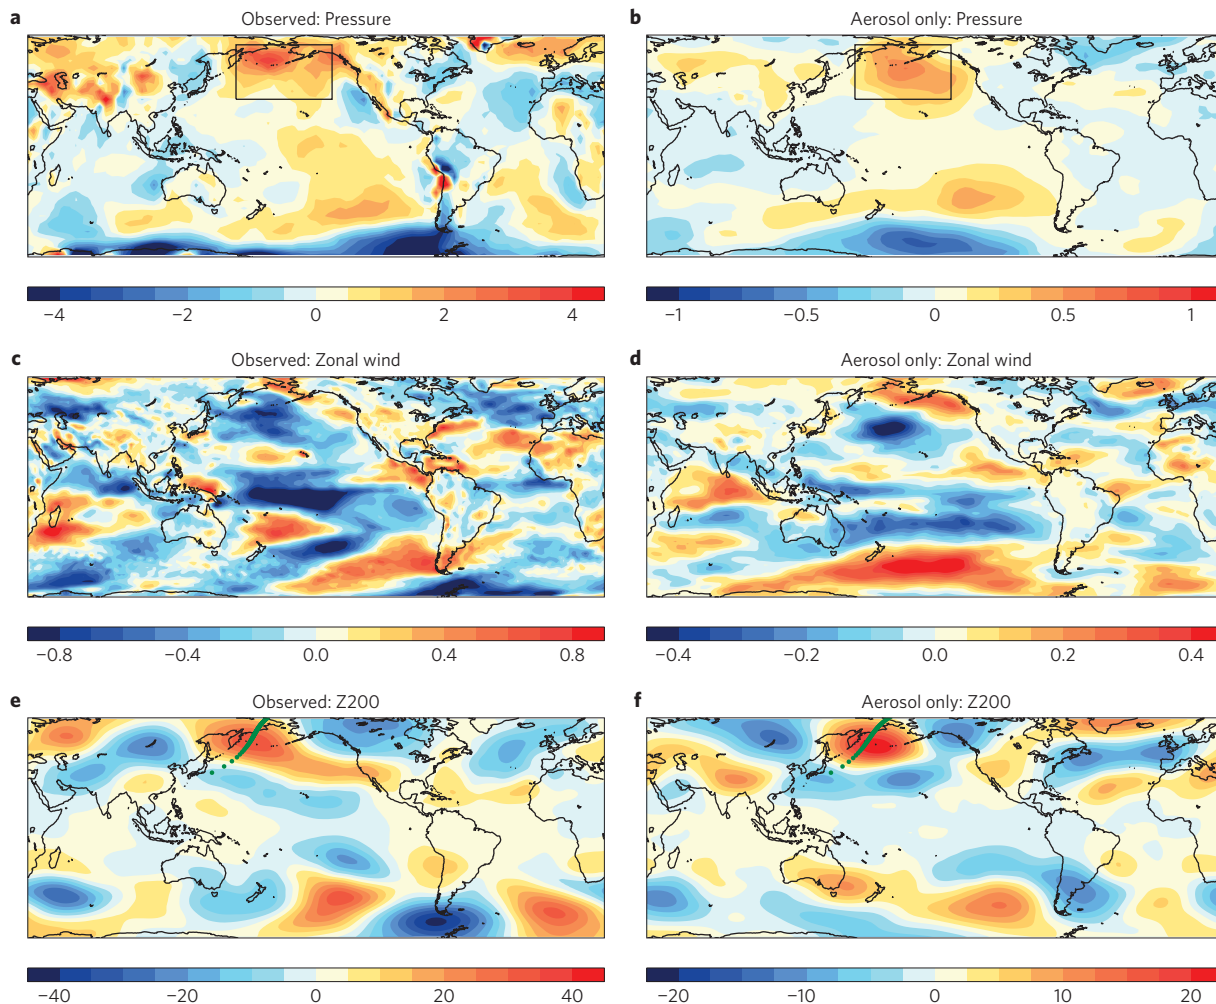 a Observed: Pressure
b Aerosol only: Pressure
−4 −2 0 2 4
−1 −0.5 0 0.5 1
c Observed: Zonal wind
d Aerosol only: Zonal wind
−0.8 −0.4 0.0 0.4 0.8
−0.4 −0.2 0.0 0.2 0.4
e Observed: Z200
f Aerosol only: Z200
−40 −20 0 20 40
−20 −10 0 10 20